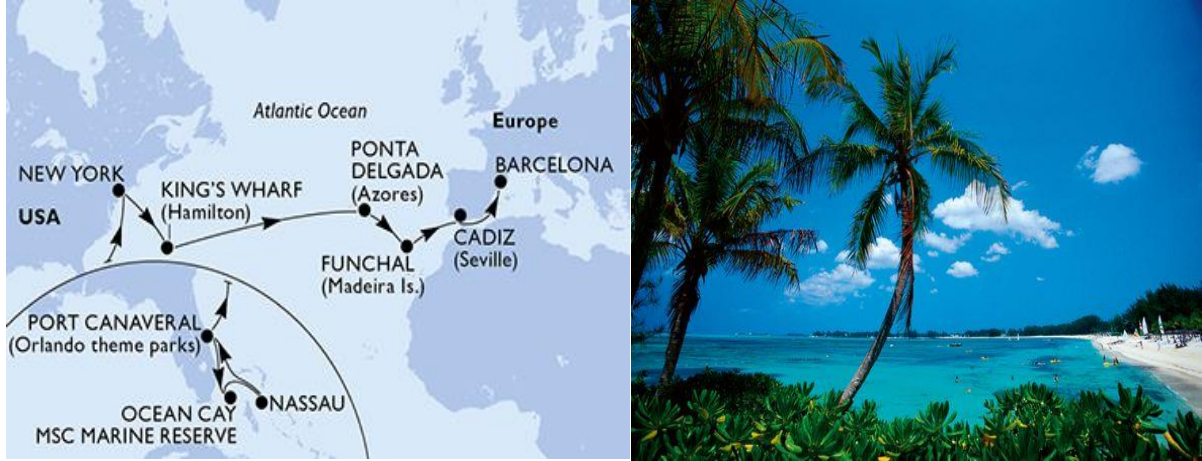 Atlantic Ocean
Europe
NEW YORK
USA
KING'S WHARF
(Hamilton)
PONTA
DELGADA
(Azores)
BARCELONA
FUNCHAL
(Madeira Is.)
CADIZ
(Seville)
PORT CANAVERAL
(Orlando theme parks)
OCEAN CAY
MSC MARINE RESERVE
NASSAU